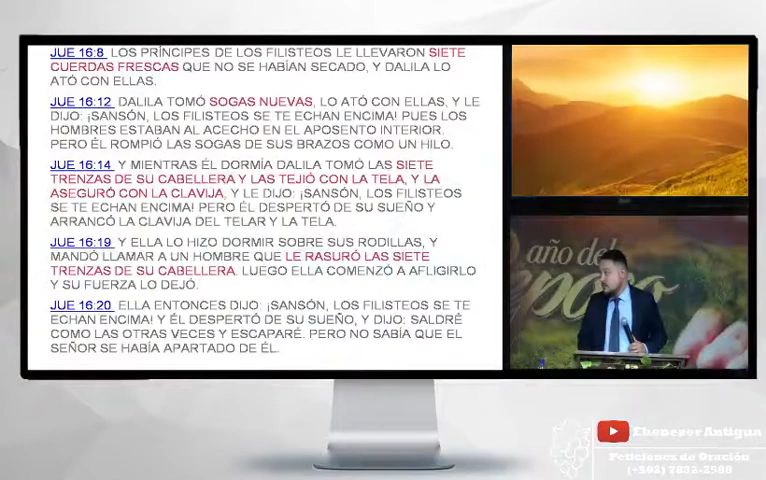 JUE 16:8 LOS PRÍNCIPES DE LOS FILISTEOS LE LLEVARON SIETE
CUERDAS FRESCAS QUE NO SE HABÍAN SECADO, Y DALILA LO
ATÓ CON ELLAS.
JUE 16:12 DALILA TOMÓ SOGAS NUEVAS, LO ATÓ CON ELLAS, Y LE
DIJO: ¡SANSÓN, LOS FILISTEOS SE TE ECHAN ENCIMA! PUES LOS
HOMBRES ESTABAN AL ACECHO EN EL APOSENTO INTERIOR.
PERO ÉL ROMPIÓ LAS SOGAS DE SUS BRAZOS COMO UN HILO.
JUE 16:14 Y MIENTRAS ÉL DORMÍA DALILA TOMÓ LAS SIETE
TRENZAS DE SU CABELLERA Y LAS TEJIÓ CON LA TELA, Y LA
ASEGURÓ CON LA CLAVIJA, Y LE DIJO: ¡SANSÓN, LOS FILISTEOS
SE TE ECHAN ENCIMA! PERO ÉL DESPERTÓ DE SU SUEÑO Y
ARRANCÓ LA CLAVIJA DEL TELAR Y LA TELA.
JUE 16:19 Y ELLA LO HIZO DORMIR SOBRE SUS RODILLAS, Y
MANDÓ LLAMAR A UN HOMBRE QUE LE RASURÓ LAS SIETE
TRENZAS DE SU CABELLERA. LUEGO ELLA COMENZÓ A AFLIGIRLO
Y SU FUERZA LO DEJÓ.
JUE 16:20 ELLA ENTONCES DIJO: ¡SANSÓN, LOS FILISTEOS SE TE
ECHAN ENCIMA! Y ÉL DESPERTÓ DE SU SUEÑO, Y DIJO: SALDRÉ
COMO LAS OTRAS VECES Y ESCAPARÉ. PERO NO SABÍA QUE EL
SEÑOR SE HABÍA APARTADO DE ÉL.
año del
Ebenezer Antigua
Peticiones de Oración
(+502) 7832-2588